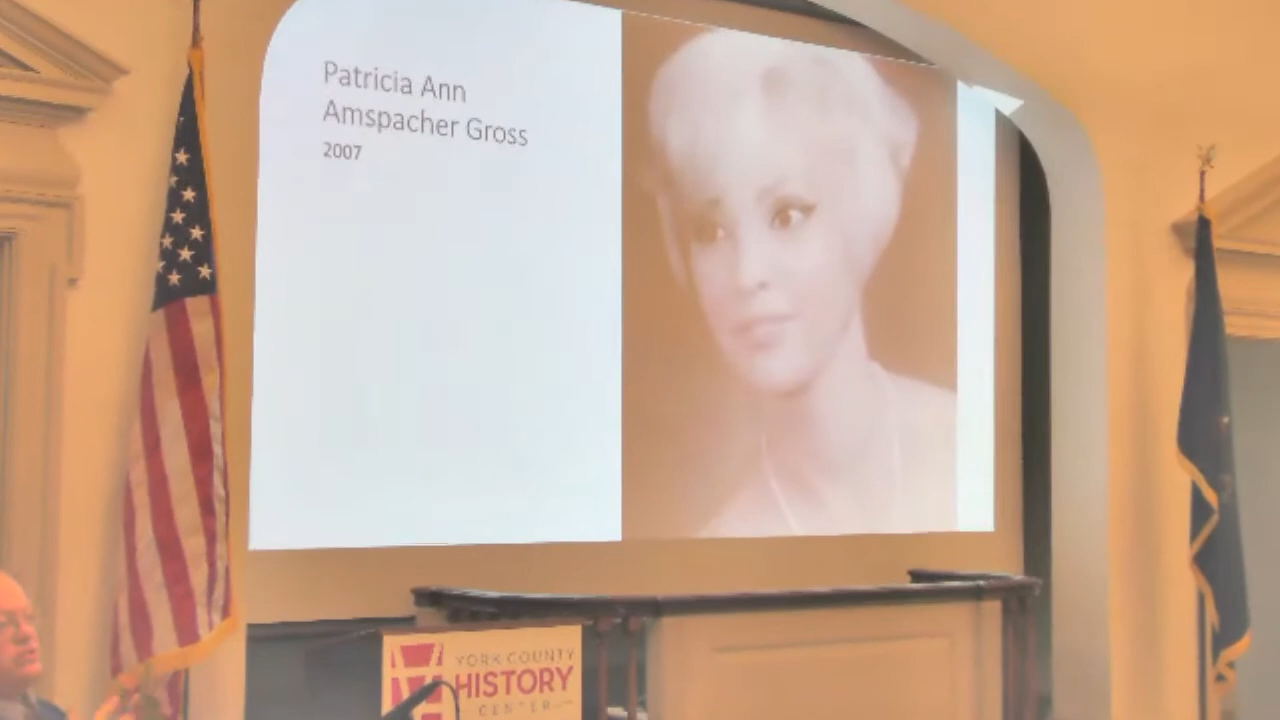 Patricia Ann
Amspacher Gross
2007
YORK COUNTY
HISTORY
CENTER